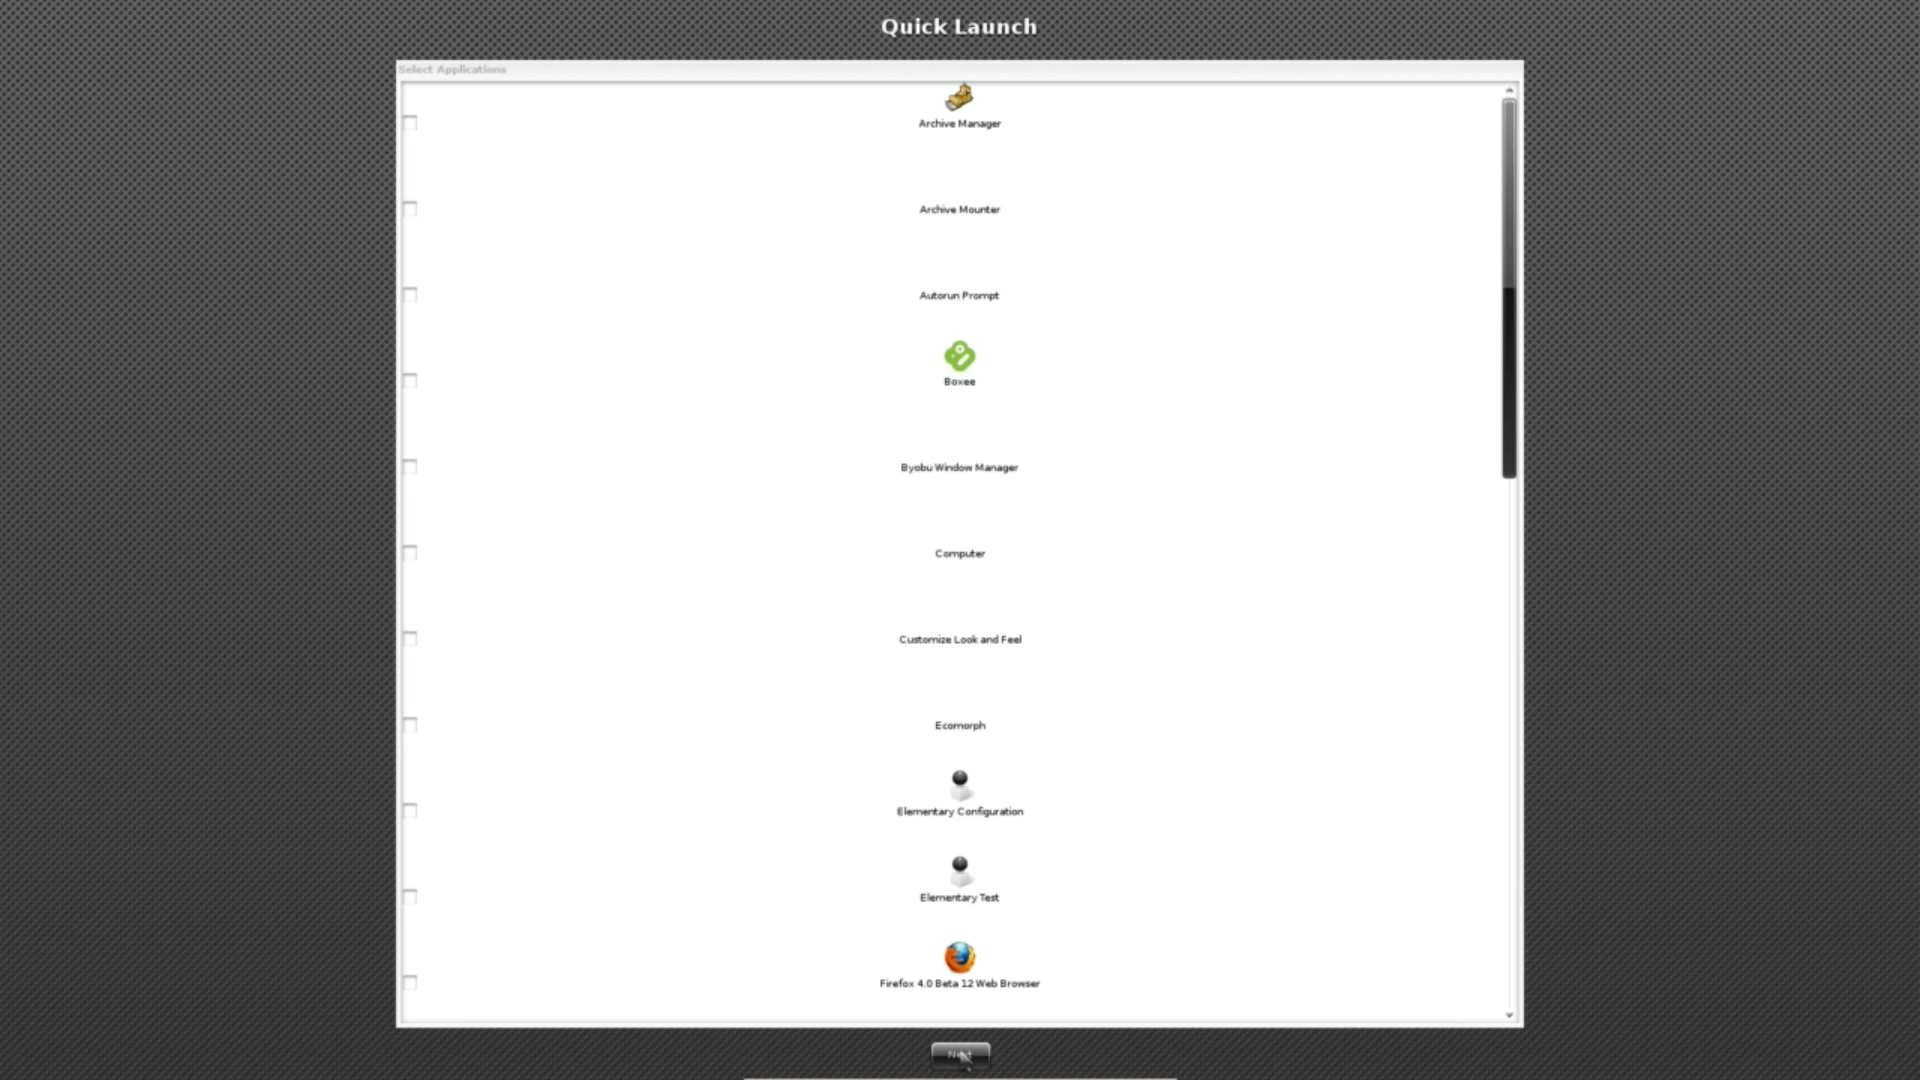 Quick Launch
Select Applications
Archive Manager
Archive Mounter
Autorun Prompt
Boxee
Byobu Window Manager
Computer
Customize Look and Feel
Ecomorph
Elementary Configuration
Elementary Test
Firefox 4.0 Beta 12 Web Browser
Next